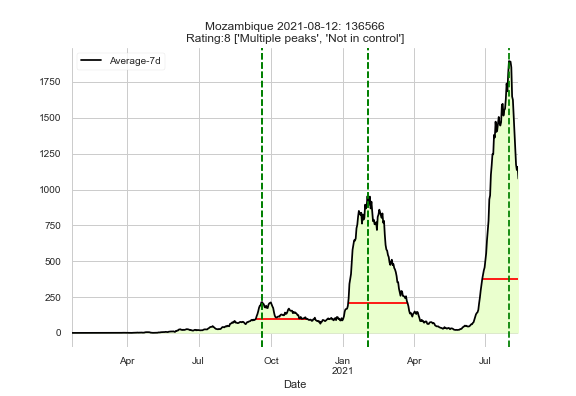 Mozambique 2021-08-12: 136566
Rating:8 ['Multiple peaks', 'Not in control']
Average-7d
1750
1500
1250
1000
750
500
250
0
Apr Jul Oct Jan Apr Jul
2021
Date